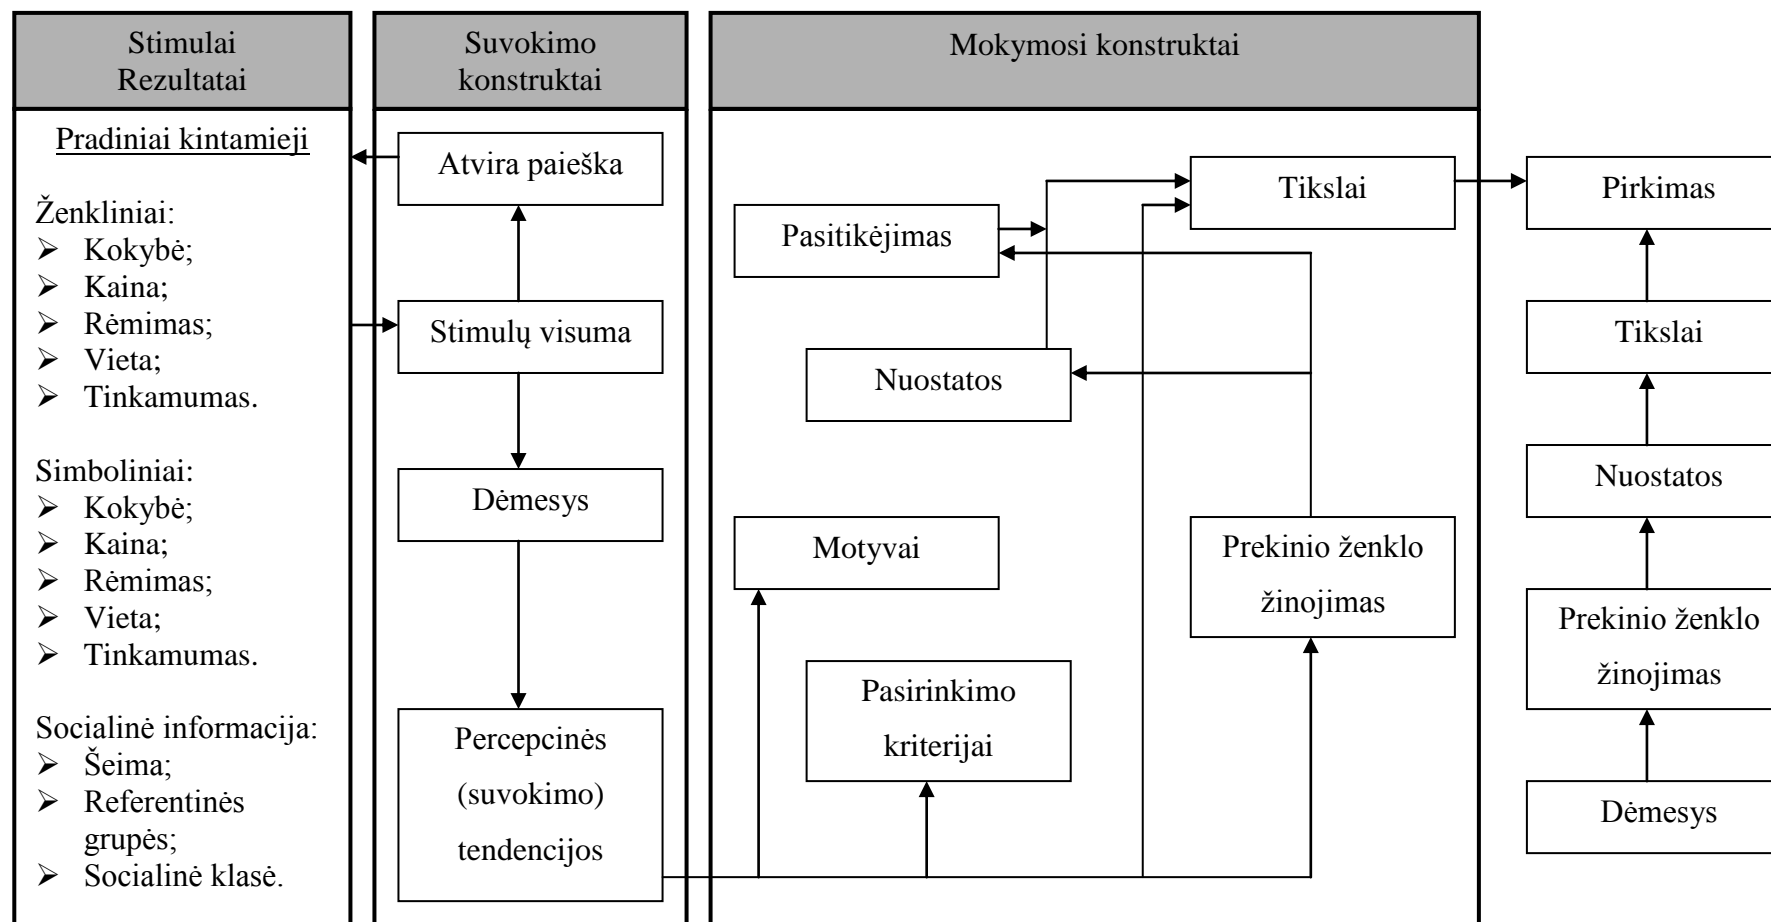 Stimulai
Rezultatai
Pradiniai kintamieji
Ženkliniai:
Kokybė;
Kaina;
Rėmimas;
Vieta;
Tinkamumas.
Simboliniai:
Kokybė;
Kaina;
Rėmimas;
Vieta;
Tinkamumas.
Socialinė informacija:
Šeima;
Referentinės
grupės;
Socialinė klasė.
Suvokimo
konstruktai
Atvira paieška
Stimulų visuma
Dėmesys
Percepcinės
(suvokimo)
tendencijos
Mokymosi konstruktai
Tikslai
Pasitikėjimas
Nuostatos
Motyvai
Prekinio ženklo
žinojimas
Pasirinkimo
kriterijai
Pirkimas
Tikslai
Nuostatos
Prekinio ženklo
žinojimas
Dėmesys